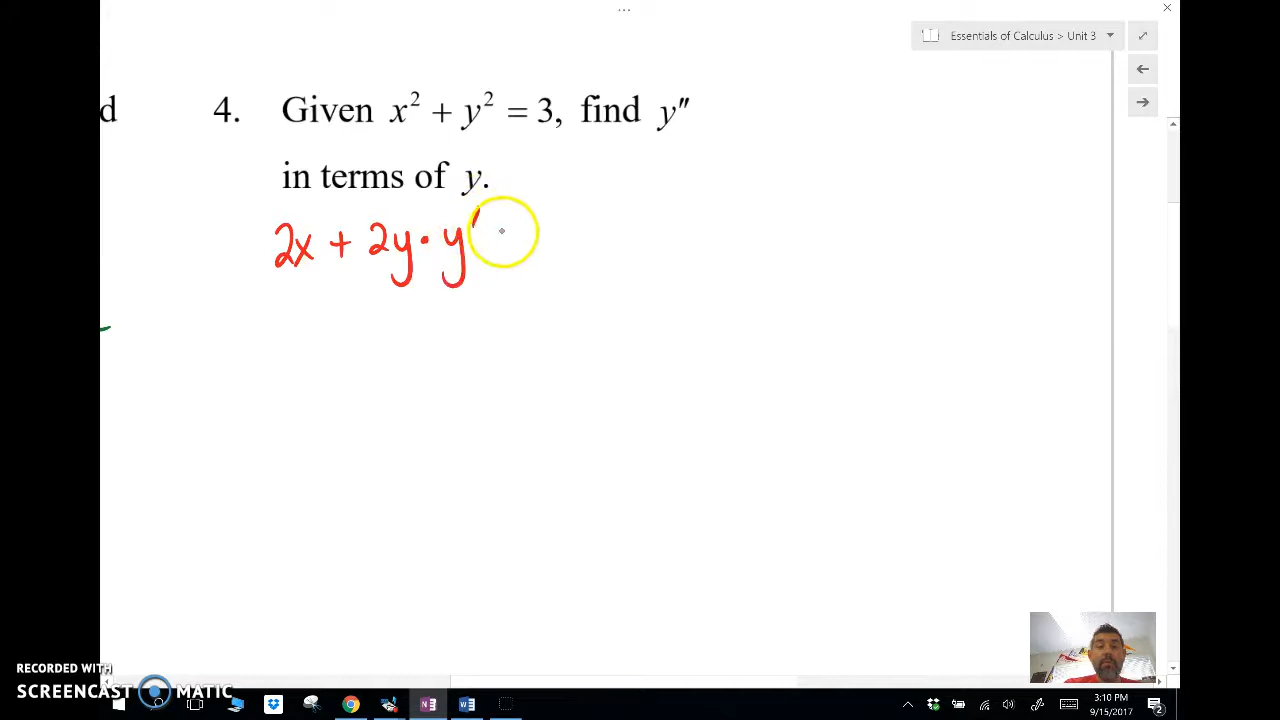 ...
Essentials of Calculus > Unit 3
d 4. Given x² + y² = 3, find y″
in terms of y.
2x + 2y · y′
RECORDED WITH
SCREENCAST MATIC
3:10 PM
9/15/2017
2